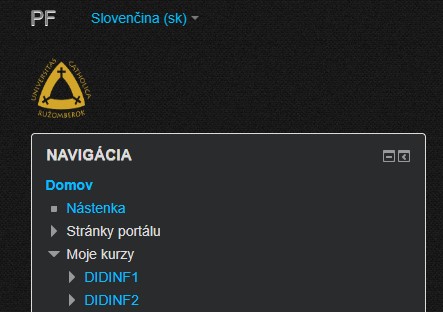 PF
Slovenčina (sk)
UNIVERSITAS CATHOLICA
RUŽOMBEROK
NAVIGÁCIA
Domov
Nástenka
Stránky portálu
Moje kurzy
DIDINF1
DIDINF2